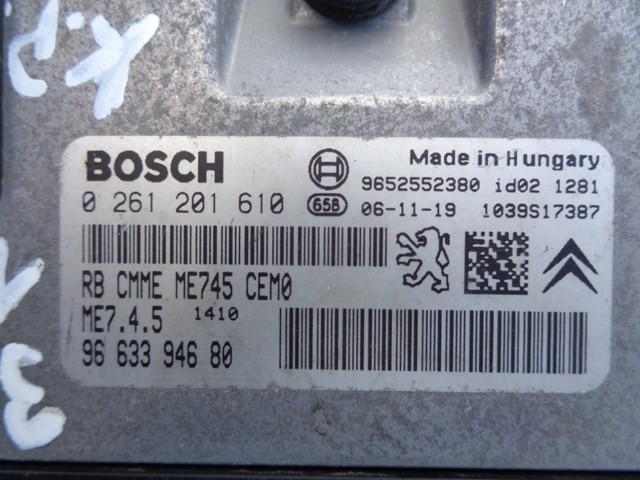 K.P.
BOSCH
Made in Hungary
9652552380 id02 1281
0 261 201 610
658
06-11-19 1039S17387
RB CMME ME745 CEM0
ME7.4.5 1410
96 633 946 80